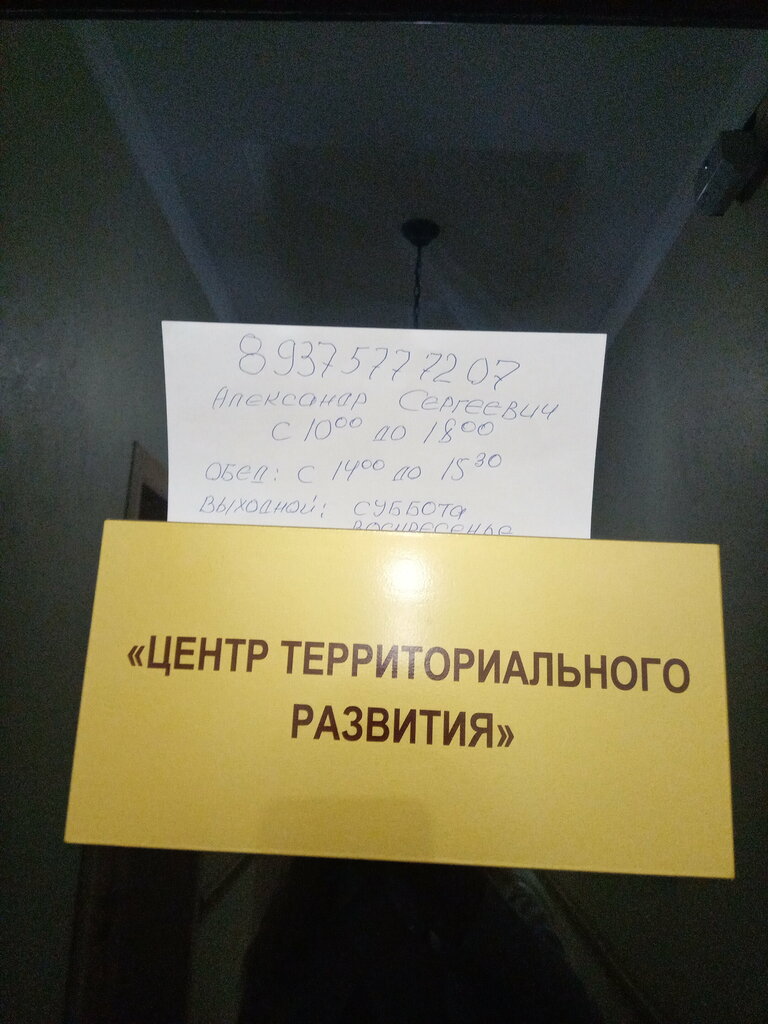 8 937 577 72 07
Александр Сергеевич
с 10⁰⁰ до 18⁰⁰
ОБЕД: с 14⁰⁰ до 15³⁰
ВЫХОДНОЙ: СУББОТА
ВОСКРЕСЕНЬЕ
«ЦЕНТР ТЕРРИТОРИАЛЬНОГО
РАЗВИТИЯ»